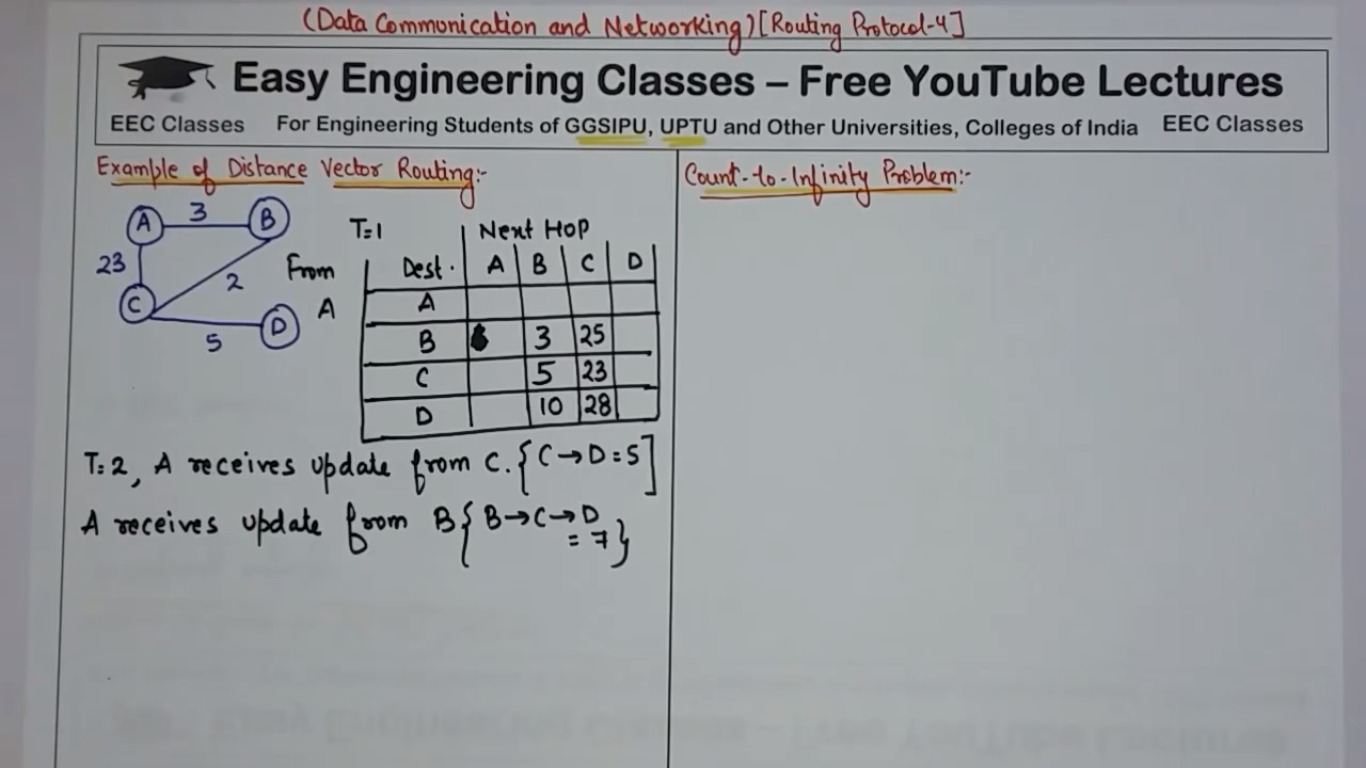 (Data Communication and Networking) [Routing Protocol-4]
Easy Engineering Classes – Free YouTube Lectures
EEC Classes For Engineering Students of GGSIPU, UPTU and Other Universities, Colleges of India EEC Classes
Example of Distance Vector Routing:-
A 3 B
23
2
C
5
D
T=1 Next Hop
From A
Dest. A B C D
A
B 3 25
C 5 23
D 10 28
T=2, A receives update from C. {C→D=5]
A receives update from B {B→C→D
= 7}
Count-to-Infinity Problem:-